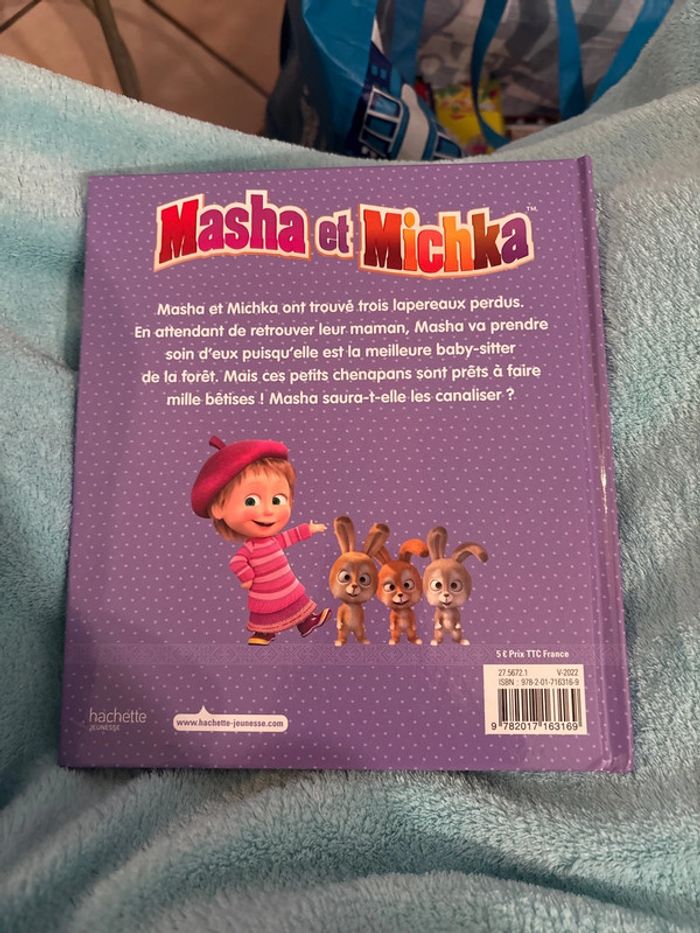 Masha et Michka™
Masha et Michka ont trouvé trois lapereaux perdus.
En attendant de retrouver leur maman, Masha va prendre
soin d'eux puisqu'elle est la meilleure baby-sitter
de la forêt. Mais ces petits chenapans sont prêts à faire
mille bêtises ! Masha saura-t-elle les canaliser ?
5 € Prix TTC France
27.5672.1 V-2022
ISBN : 978-2-01-716316-9
9 782017 163169
hachette
JEUNESSE
www.hachette-jeunesse.com